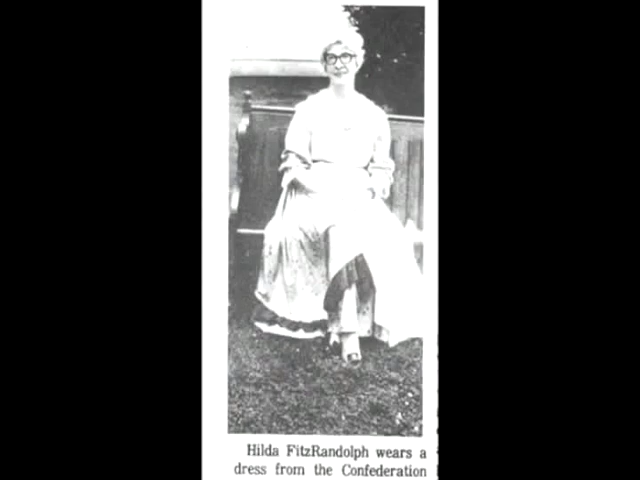 Hilda FitzRandolph wears a
dress from the Confederation